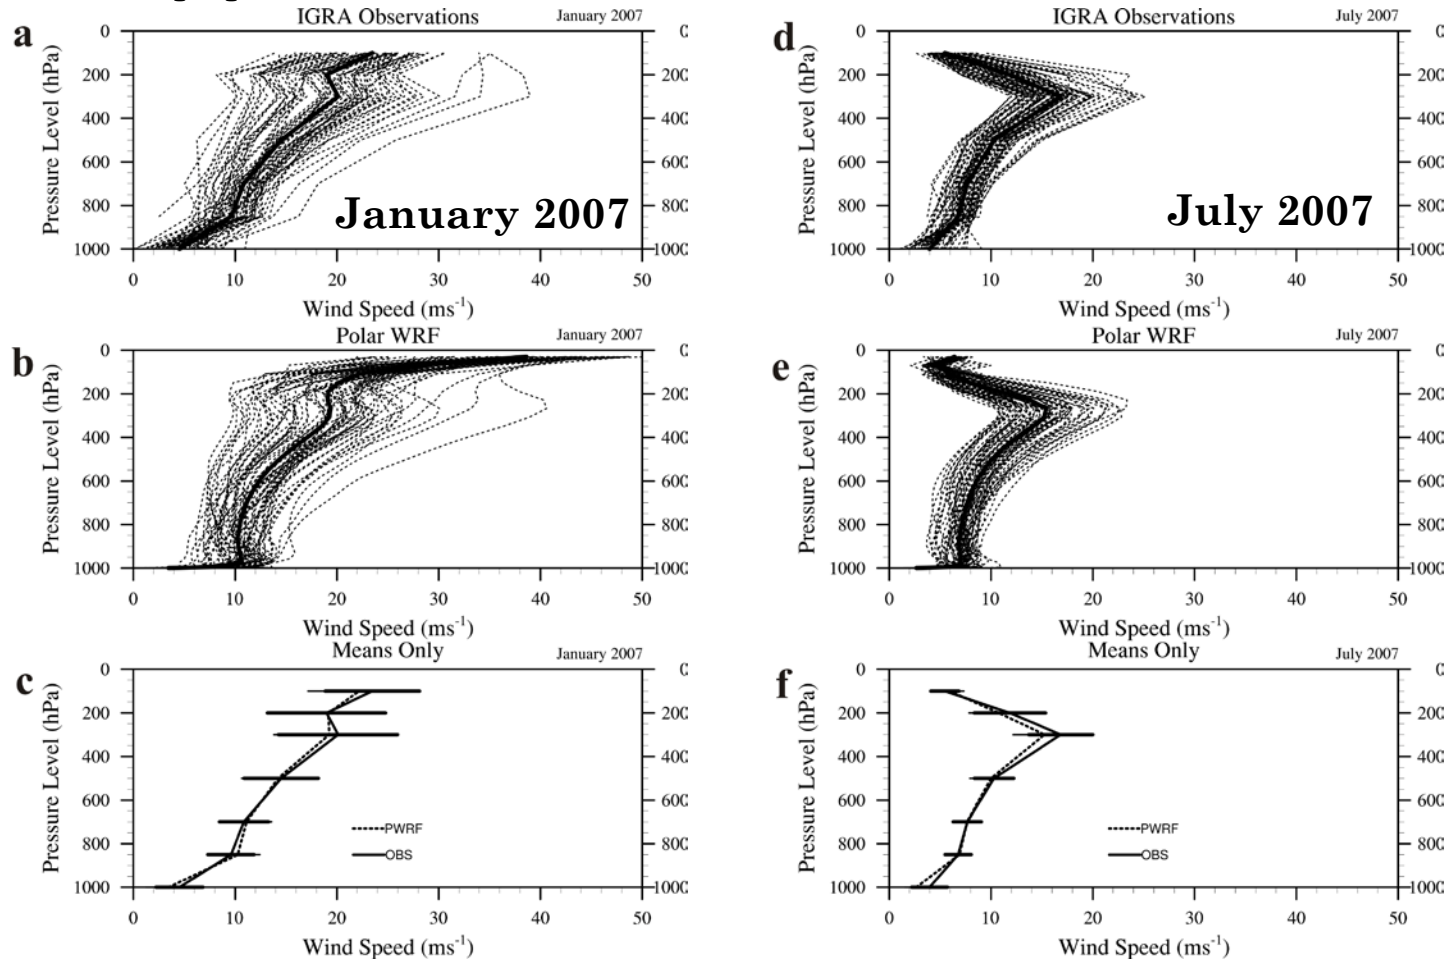 IGRA Observations January 2007
a
Pressure Level (hPa)
0
200
400
600
800
1000
January 2007
0 10 20 30 40 50
Wind Speed (ms-1)
IGRA Observations July 2007
d
Pressure Level (hPa)
0
200
400
600
800
1000
July 2007
0 10 20 30 40 50
Wind Speed (ms-1)
Polar WRF January 2007
b
Pressure Level (hPa)
0
200
400
600
800
1000
0 10 20 30 40 50
Wind Speed (ms-1)
Polar WRF July 2007
e
Pressure Level (hPa)
0
200
400
600
800
1000
0 10 20 30 40 50
Wind Speed (ms-1)
Means Only January 2007
c
Pressure Level (hPa)
0
200
400
600
800
1000
PWRF
OBS
0 10 20 30 40 50
Wind Speed (ms-1)
Means Only July 2007
f
Pressure Level (hPa)
0
200
400
600
800
1000
PWRF
OBS
0 10 20 30 40 50
Wind Speed (ms-1)